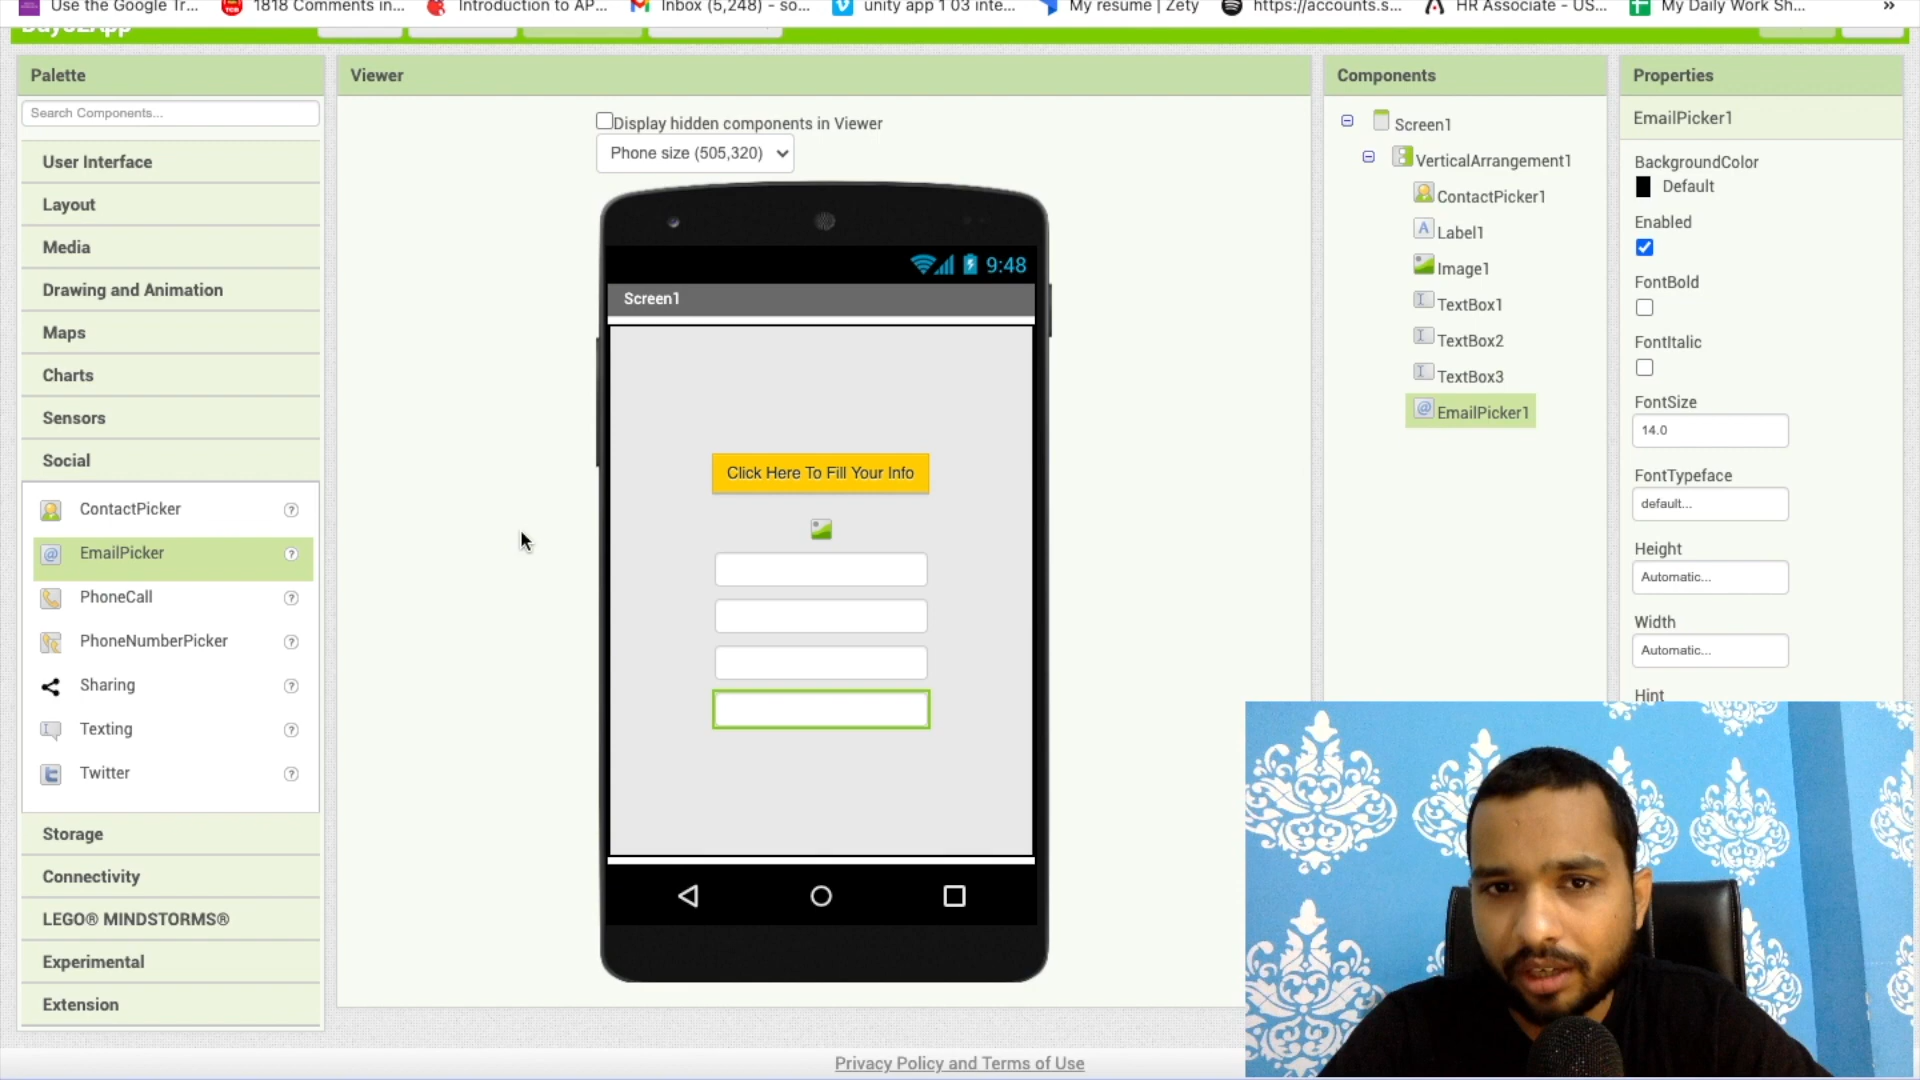 Use the Google Tr... 1818 Comments in... Introduction to AP... Inbox (5,248) - so... unity app 1 03 inte... My resume | Zety https://accounts.s... HR Associate - US... My Daily Work Sh... »
Day32App
Palette
Search Components...
User Interface
Layout
Media
Drawing and Animation
Maps
Charts
Sensors
Social
ContactPicker ?
EmailPicker ?
PhoneCall ?
PhoneNumberPicker ?
Sharing ?
Texting ?
Twitter ?
Storage
Connectivity
LEGO® MINDSTORMS®
Experimental
Extension
Viewer
Display hidden components in Viewer
Phone size (505,320)
9:48
Screen1
Click Here To Fill Your Info
Components
Screen1
VerticalArrangement1
ContactPicker1
Label1
Image1
TextBox1
TextBox2
TextBox3
EmailPicker1
Properties
EmailPicker1
BackgroundColor
Default
Enabled
FontBold
FontItalic
FontSize
14.0
FontTypeface
default...
Height
Automatic...
Width
Automatic...
Hint
Privacy Policy and Terms of Use